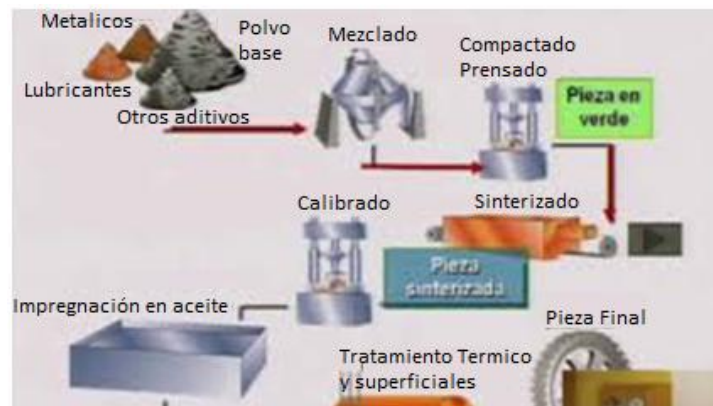 Metalicos
Polvo
base
Lubricantes
Otros aditivos
Mezclado
Compactado
Prensado
Pieza en
verde
Sinterizado
Calibrado
Pieza
sinterizada
Impregnación en aceite
Pieza Final
Tratamiento Termico
y superficiales